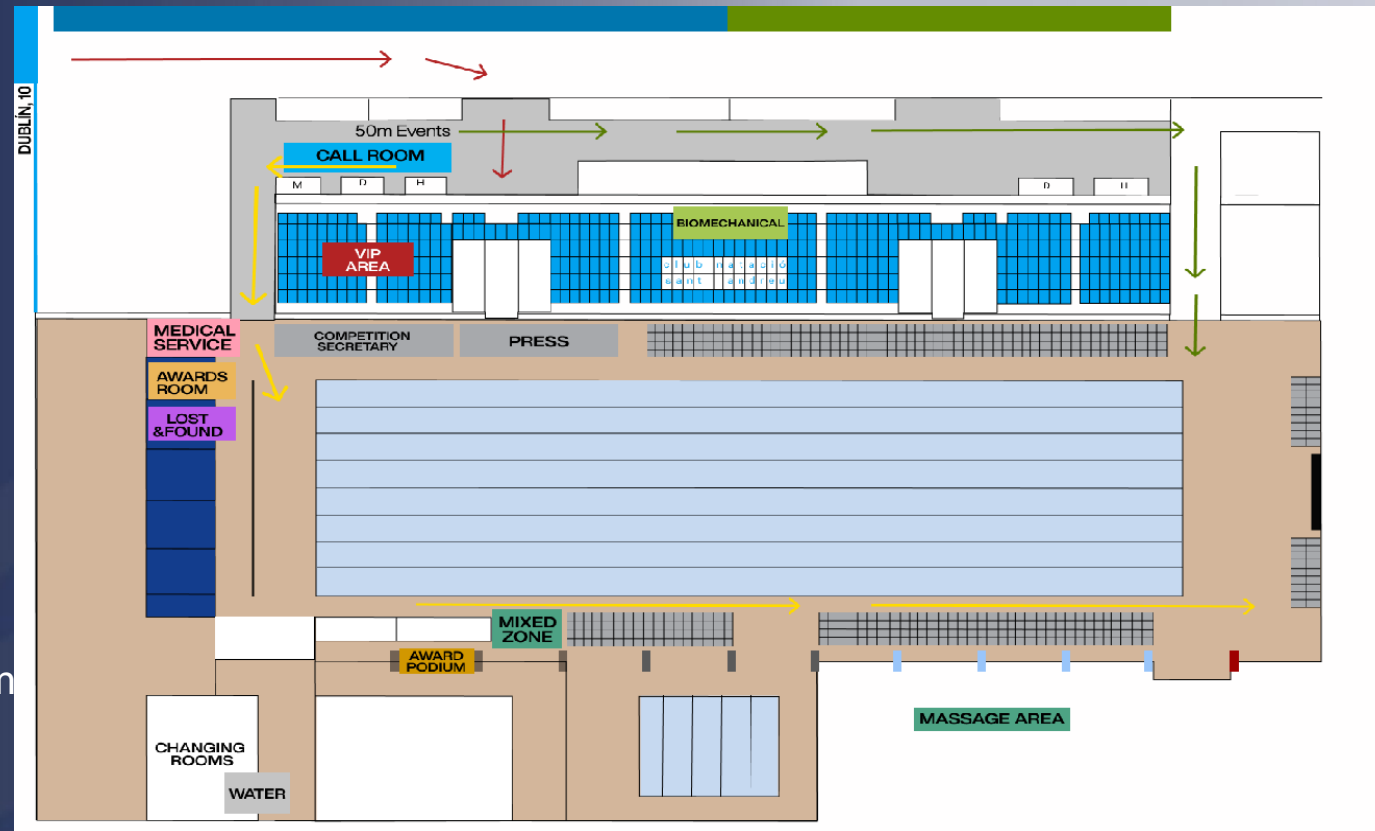 DUBLÍN, 10
50m Events
CALL ROOM
M
D
H
D
BIOMECHANICAL
VIP
AREA
club natació
sant andreu
MEDICAL
SERVICE
COMPETITION
SECRETARY
PRESS
AWARDS
ROOM
LOST
&FOUND
MIXED
ZONE
AWARD
PODIUM
MASSAGE AREA
CHANGING
ROOMS
WATER